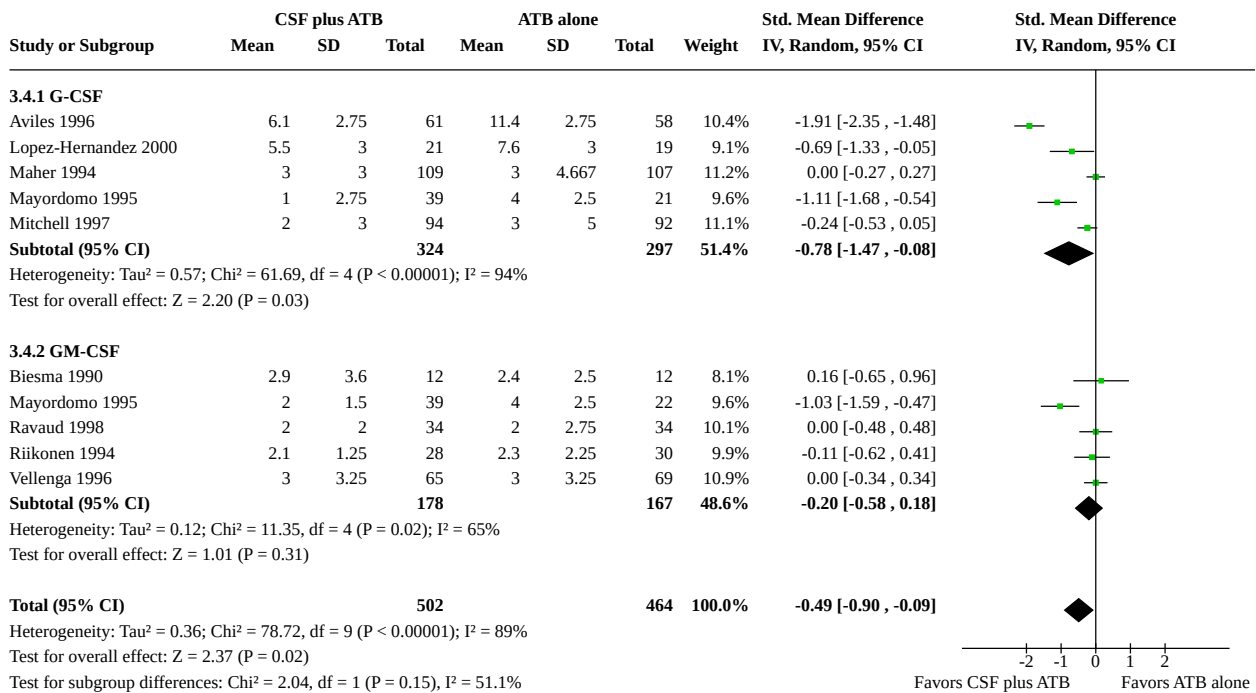 CSF plus ATB ATB alone Std. Mean Difference Std. Mean Difference
Study or Subgroup Mean SD Total Mean SD Total Weight IV, Random, 95% CI IV, Random, 95% CI
3.4.1 G-CSF
Aviles 1996 6.1 2.75 61 11.4 2.75 58 10.4% -1.91 [-2.35 , -1.48]
Lopez-Hernandez 2000 5.5 3 21 7.6 3 19 9.1% -0.69 [-1.33 , -0.05]
Maher 1994 3 3 109 3 4.667 107 11.2% 0.00 [-0.27 , 0.27]
Mayordomo 1995 1 2.75 39 4 2.5 21 9.6% -1.11 [-1.68 , -0.54]
Mitchell 1997 2 3 94 3 5 92 11.1% -0.24 [-0.53 , 0.05]
Subtotal (95% CI) 324 297 51.4% -0.78 [-1.47 , -0.08]
Heterogeneity: Tau² = 0.57; Chi² = 61.69, df = 4 (P < 0.00001); I² = 94%
Test for overall effect: Z = 2.20 (P = 0.03)
3.4.2 GM-CSF
Biesma 1990 2.9 3.6 12 2.4 2.5 12 8.1% 0.16 [-0.65 , 0.96]
Mayordomo 1995 2 1.5 39 4 2.5 22 9.6% -1.03 [-1.59 , -0.47]
Ravaud 1998 2 2 34 2 2.75 34 10.1% 0.00 [-0.48 , 0.48]
Riikonen 1994 2.1 1.25 28 2.3 2.25 30 9.9% -0.11 [-0.62 , 0.41]
Vellenga 1996 3 3.25 65 3 3.25 69 10.9% 0.00 [-0.34 , 0.34]
Subtotal (95% CI) 178 167 48.6% -0.20 [-0.58 , 0.18]
Heterogeneity: Tau² = 0.12; Chi² = 11.35, df = 4 (P = 0.02); I² = 65%
Test for overall effect: Z = 1.01 (P = 0.31)
Total (95% CI) 502 464 100.0% -0.49 [-0.90 , -0.09]
Heterogeneity: Tau² = 0.36; Chi² = 78.72, df = 9 (P < 0.00001); I² = 89%
Test for overall effect: Z = 2.37 (P = 0.02) -2 -1 0 1 2
Test for subgroup differences: Chi² = 2.04, df = 1 (P = 0.15), I² = 51.1% Favors CSF plus ATB Favors ATB alone